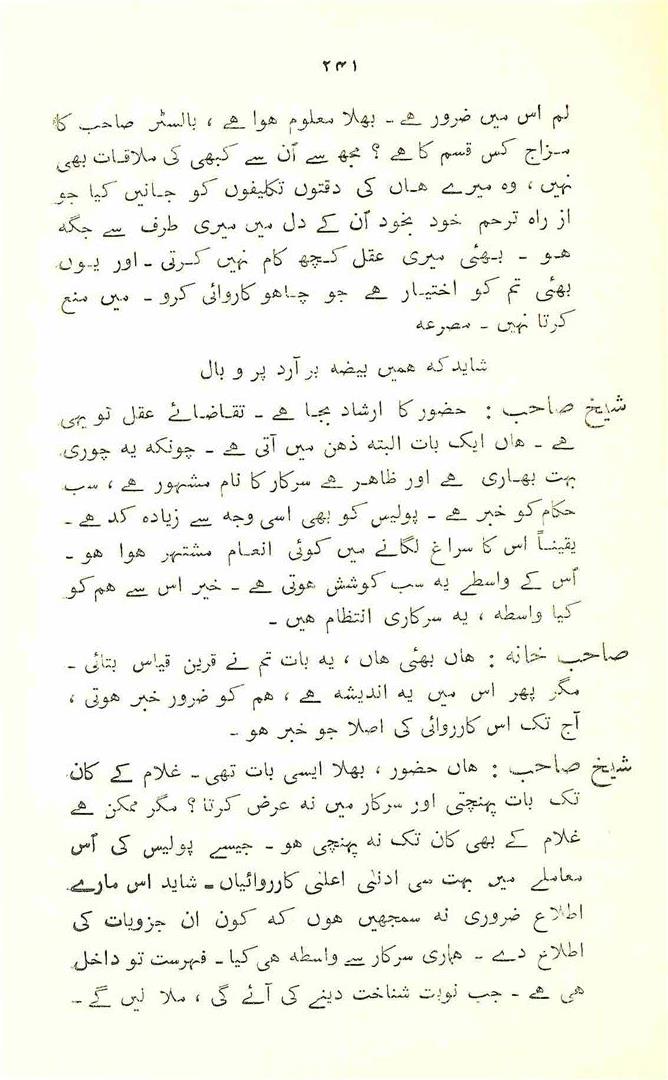 ۲۴۱
لم اس میں ضرور ہے ۔ بھلا معلوم ہوا ہے ، بالسٹر صاحب کا
مزاج کس قسم کا ہے ؟ مجھ سے اُن سے کبھی کی ملاقات بھی
نہیں ، وہ میرے ہاں کی دقتوں تکلیفوں کو جانیں کیا جو
از راہ ترحم خود بخود اُن کے دل میں میری طرف سے جگہ
ہو ۔ بھئی میری عقل کچھ کام نہیں کرتی ۔ اور یوں
بھئی تم کو اختیار ہے جو چاہو کاروائی کرو ۔ میں منع
کرتا نہیں ۔ مصرعہ
شاید کہ ہمیں بیضہ بر آرد پر و بال
شیخ صاحب : حضور کا ارشاد بجا ہے ۔ تقاضائے عقل تو یہی
ہے ۔ ہاں ایک بات البتہ ذہن میں آتی ہے ۔ چونکہ یہ چوری
بہت بھاری ہے اور ظاہر ہے سرکار کا نام مشہور ہے ، سب
حکام کو خبر ہے ۔ پولیس کو بھی اسی وجہ سے زیادہ کد ہے ۔
یقیناً اس کا سراغ لگانے میں کوئی انعام مشتہر ہوا ہو ۔
اُس کے واسطے یہ سب کوشش ہوتی ہے ۔ خیر اس سے ہم کو
کیا واسطہ ، یہ سرکاری انتظام ہیں ۔
صاحب خانہ : ہاں بھئی ہاں ، یہ بات تم نے قرین قیاس بتائی ۔
مگر پھر اس میں یہ اندیشہ ہے ، ہم کو ضرور خبر ہوتی ،
آج تک اس کارروائی کی اصلا جو خبر ہو ۔
شیخ صاحب : ہاں حضور ، بھلا ایسی بات تھی ۔ غلام کے کان
تک بات پہنچتی اور سرکار میں نہ عرض کرتا ؟ مگر ممکن ہے
غلام کے بھی کان تک نہ پہنچی ہو ۔ جیسے پولیس کی اُس
معاملے میں بہت سی ادنیٰ اعلیٰ کارروائیاں ۔ شاید اس مارے
اطلاع ضروری نہ سمجھیں ہوں کہ کون ان جزویات کی
اطلاع دے ۔ ہماری سرکار سے واسطہ ہی کیا ۔ فہرست تو داخل
ہی ہے ۔ جب نوبت شناخت دینے کی آئے گی ، ملا لیں گے ۔